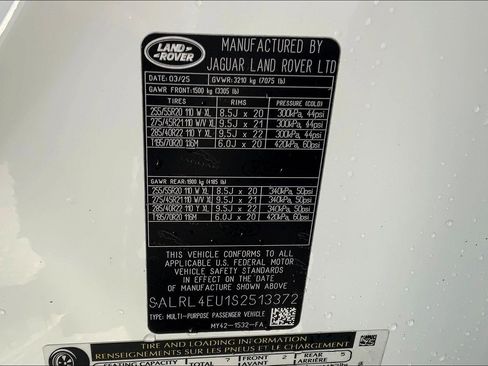 LAND
ROVER
MANUFACTURED BY
JAGUAR LAND ROVER LTD
DATE: 03/25 GVWR: 3210 kg (7075 lb)
GAWR FRONT: 1500 kg (3305 lb)
TIRES RIMS PRESSURE (COLD)
255/55R20 110 W XL 8.5J x 20 300kPa, 44psi
275/45R21 110 W/V XL 9.5J x 21 300kPa, 44psi
285/40R22 110 Y XL 9.5J x 22 300kPa, 44psi
T195/70R20 116M 6.0J x 20 420kPa, 60psi
GAWR REAR: 1900 kg (4185 lb)
255/55R20 110 W XL 8.5J x 20 340kPa, 50psi
275/45R21 110 W/V XL 9.5J x 21 340kPa, 50psi
285/40R22 110 Y XL 9.5J x 22 340kPa, 50psi
T195/70R20 116M 6.0J x 20 420kPa, 60psi
THIS VEHICLE CONFORMS TO ALL
APPLICABLE U.S. FEDERAL MOTOR
VEHICLE SAFETY STANDARDS
IN EFFECT ON THE DATE
OF MANUFACTURE SHOWN ABOVE
SALRL4EU1S2513372
TYPE: MULTI-PURPOSE PASSENGER VEHICLE
MY42-1532-FA
TIRE AND LOADING INFORMATION
RENSEIGNEMENTS SUR LES PNEUS ET LE CHARGEMENT
TOTAL 7 FRONT 2 REAR 5
AVANT ARRIÈRE